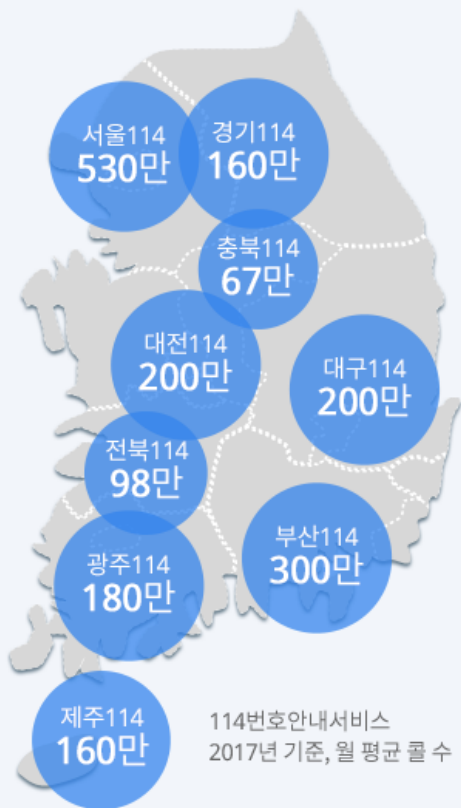 서울114
530만
경기114
160만
충북114
67만
대전114
200만
대구114
200만
전북114
98만
부산114
300만
광주114
180만
제주114
160만
114번호안내서비스
2017년 기준, 월 평균 콜 수